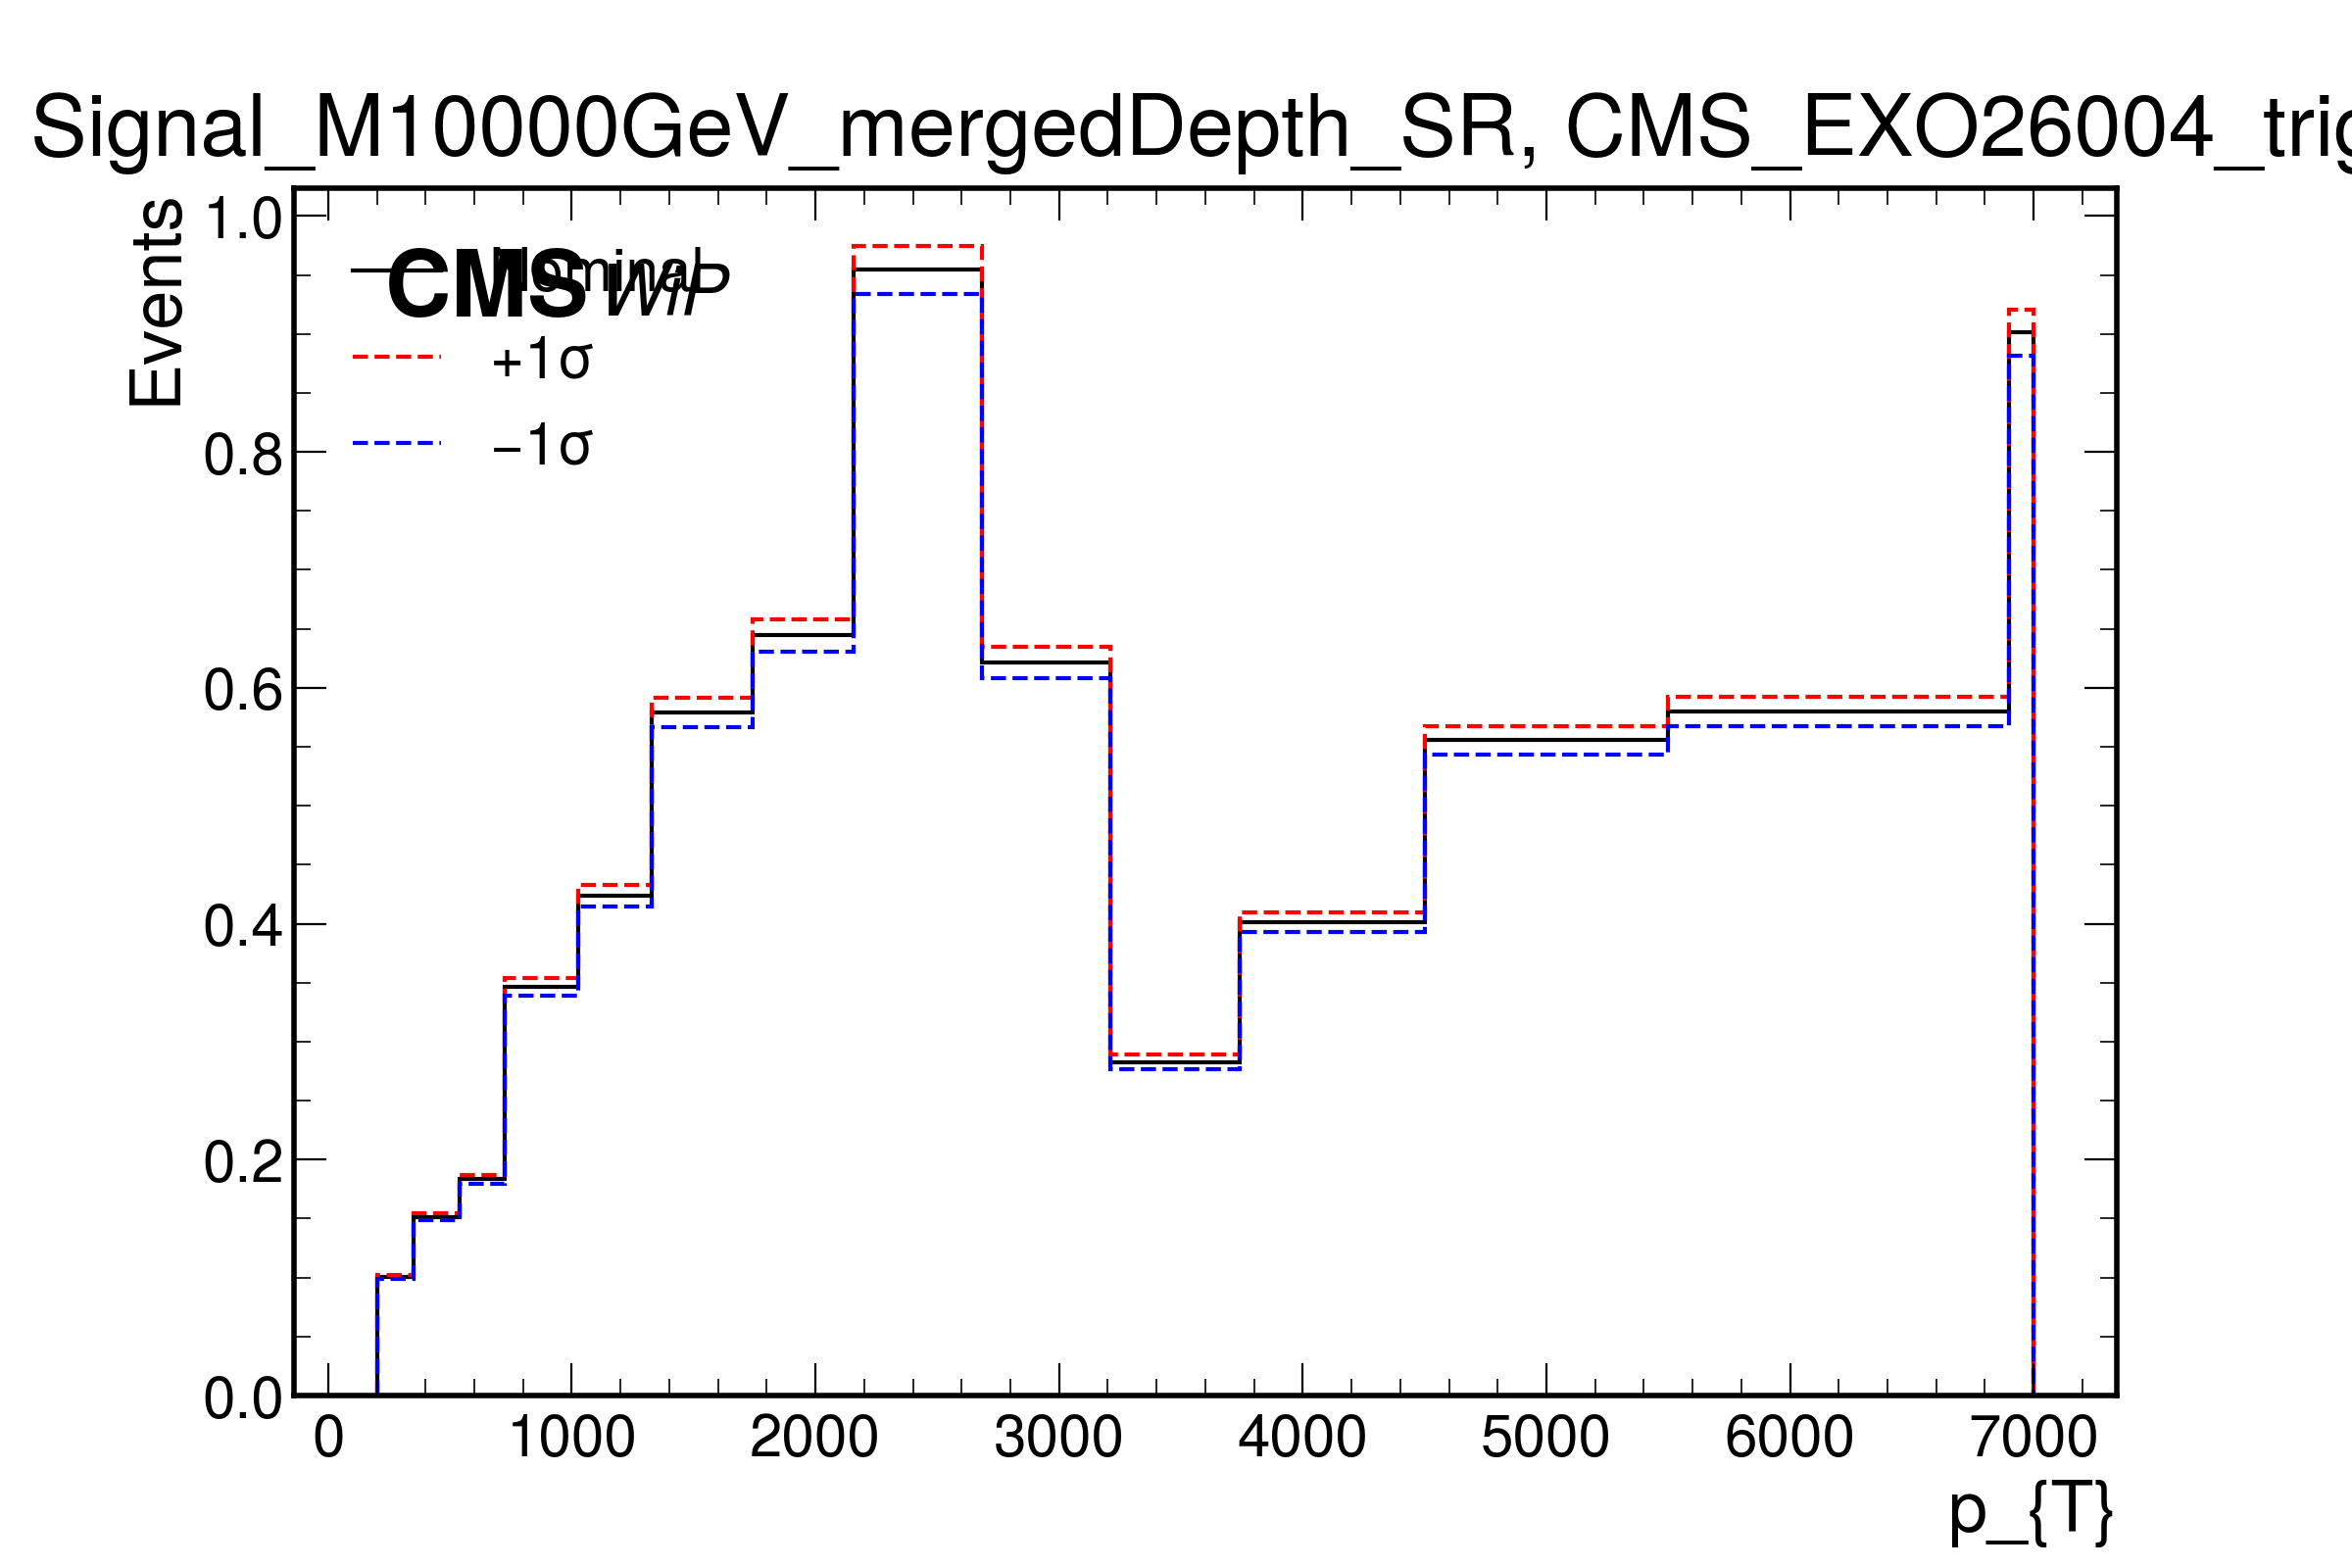 Signal_M10000GeV_mergedDepth_SR, CMS_EXO26004_trig
Events
1.0
0.8
0.6
0.4
0.2
0.0
CMS WiP
Nominal
+1σ
−1σ
0 1000 2000 3000 4000 5000 6000 7000
p_{T}